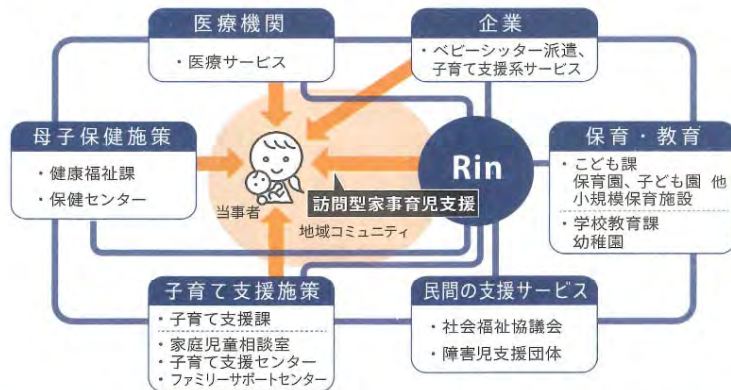 医療機関
・医療サービス
企業
・ベビーシッター派遣、
子育て支援系サービス
母子保健施策
・健康福祉課
・保健センター
当事者
訪問型家事育児支援
地域コミュニティ
Rin
保育・教育
・こども課
保育園、子ども園 他
小規模保育施設
・学校教育課
幼稚園
子育て支援施策
・子育て支援課
・家庭児童相談室
・子育て支援センター
・ファミリーサポートセンター
民間の支援サービス
・社会福祉協議会
・障害児支援団体